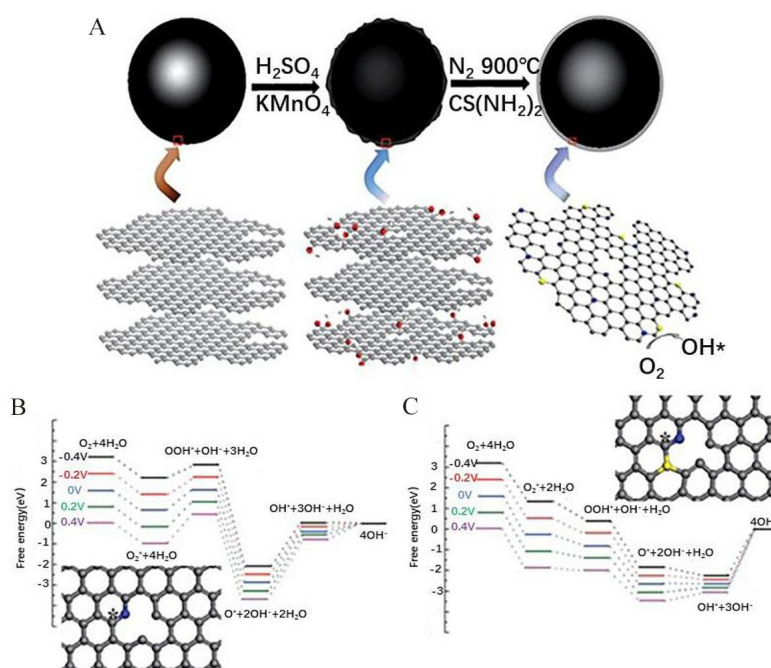 A
H₂SO₄
KMnO₄
N₂ 900℃
CS(NH₂)₂
O₂
OH*
B
O₂+4H₂O
-0.4V
-0.2V
0V
0.2V
0.4V
OOH*+OH⁻+3H₂O
OH*+3OH⁻+H₂O
4OH⁻
O₂*+4H₂O
O*+2OH⁻+2H₂O
Free energy(eV)
3
2
1
0
-1
-2
-3
*
C
O₂+4H₂O
-0.4V
-0.2V
0V
0.2V
0.4V
O₂*+2H₂O
OOH*+OH⁻+H₂O
O*+2OH⁻+H₂O
OH*+3OH⁻
4OH⁻
Free energy(eV)
3
2
1
0
-1
-2
-3
*